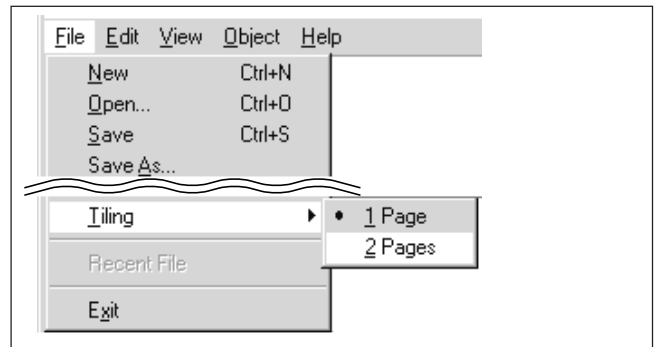 File Edit View Object Help
New Ctrl+N
Open... Ctrl+O
Save Ctrl+S
Save As...
Tiling
• 1 Page
2 Pages
Recent File
Exit